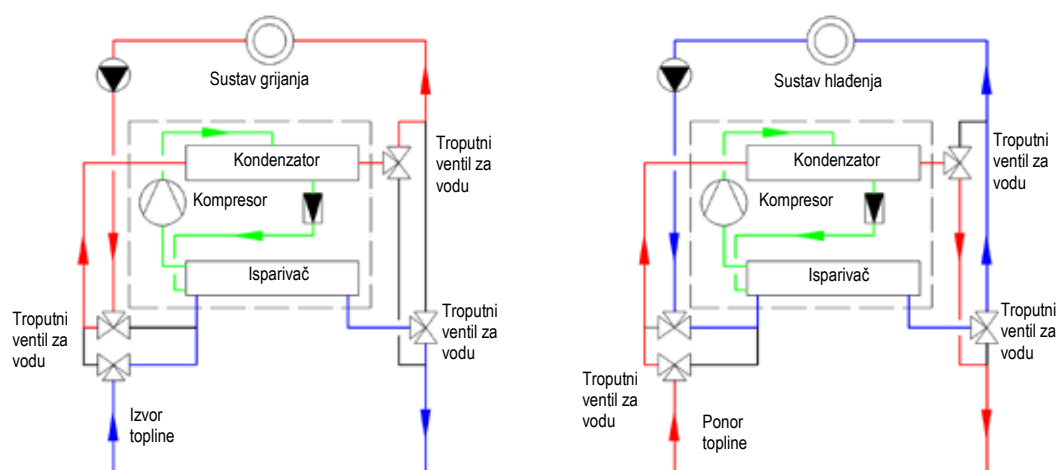 Sustav grijanja
Kondenzator
Troputni
ventil za
vodu
Kompresor
Isparivač
Troputni
ventil za
vodu
Troputni
ventil za
vodu
Izvor
topline
Sustav hlađenja
Kondenzator
Troputni
ventil za
vodu
Kompresor
Isparivač
Troputni
ventil za
vodu
Troputni
ventil za
vodu
Ponor
topline